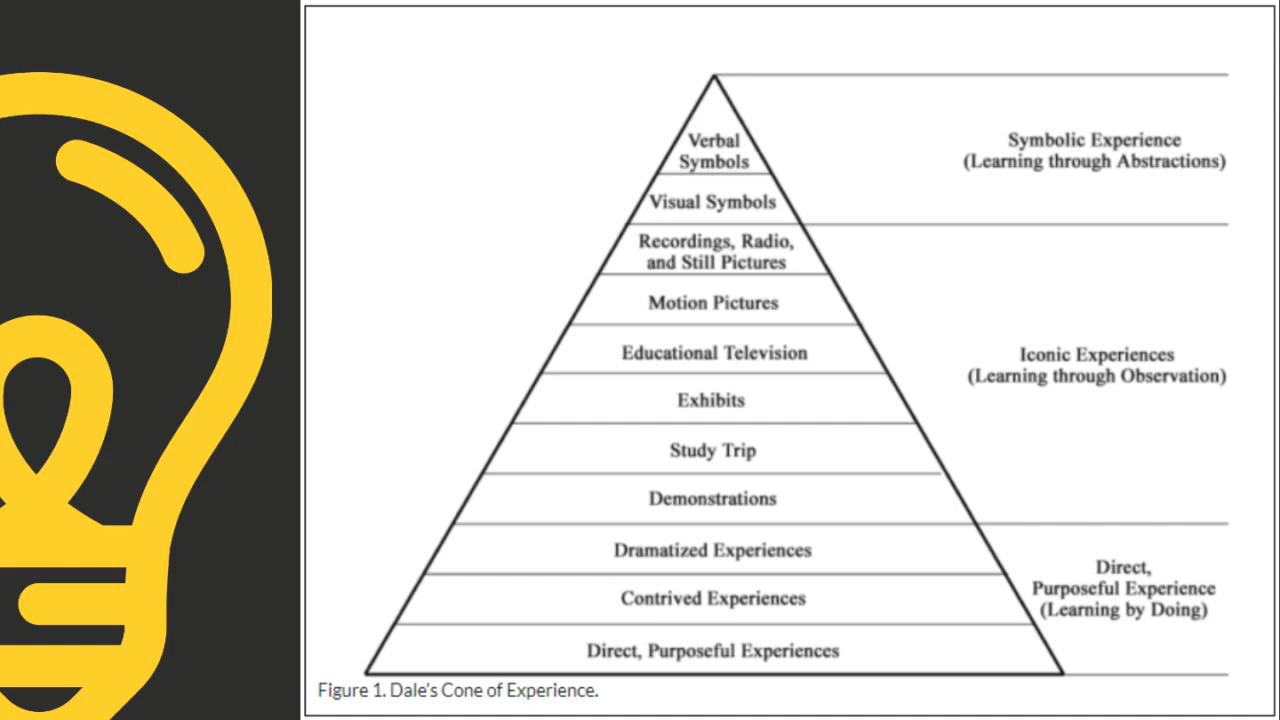 Verbal
Symbols
Visual Symbols
Recordings, Radio,
and Still Pictures
Motion Pictures
Educational Television
Exhibits
Study Trip
Demonstrations
Dramatized Experiences
Contrived Experiences
Direct, Purposeful Experiences
Symbolic Experience
(Learning through Abstractions)
Iconic Experiences
(Learning through Observation)
Direct,
Purposeful Experience
(Learning by Doing)
Figure 1. Dale's Cone of Experience.